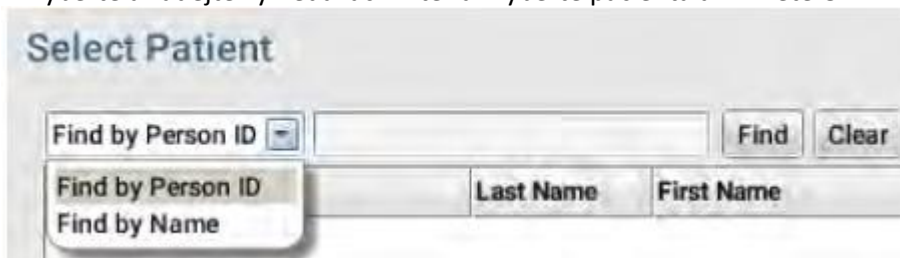 Select Patient
Find by Person ID Find Clear
Find by Person ID Last Name First Name
Find by Name